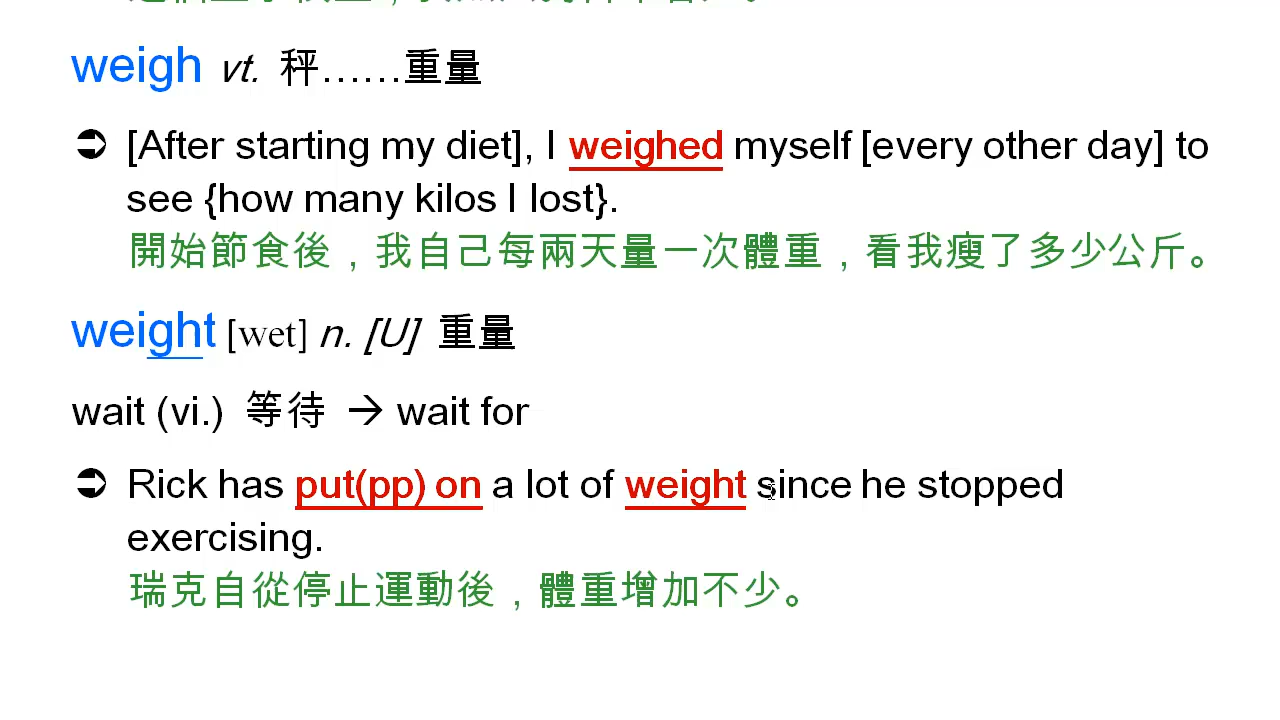 weigh vt. 秤……重量
➲ [After starting my diet], I weighed myself [every other day] to
see {how many kilos I lost}.
開始節食後，我自己每兩天量一次體重，看我瘦了多少公斤。
weight [wet] n. [U] 重量
wait (vi.) 等待 → wait for
➲ Rick has put(pp) on a lot of weight since he stopped
exercising.
瑞克自從停止運動後，體重增加不少。